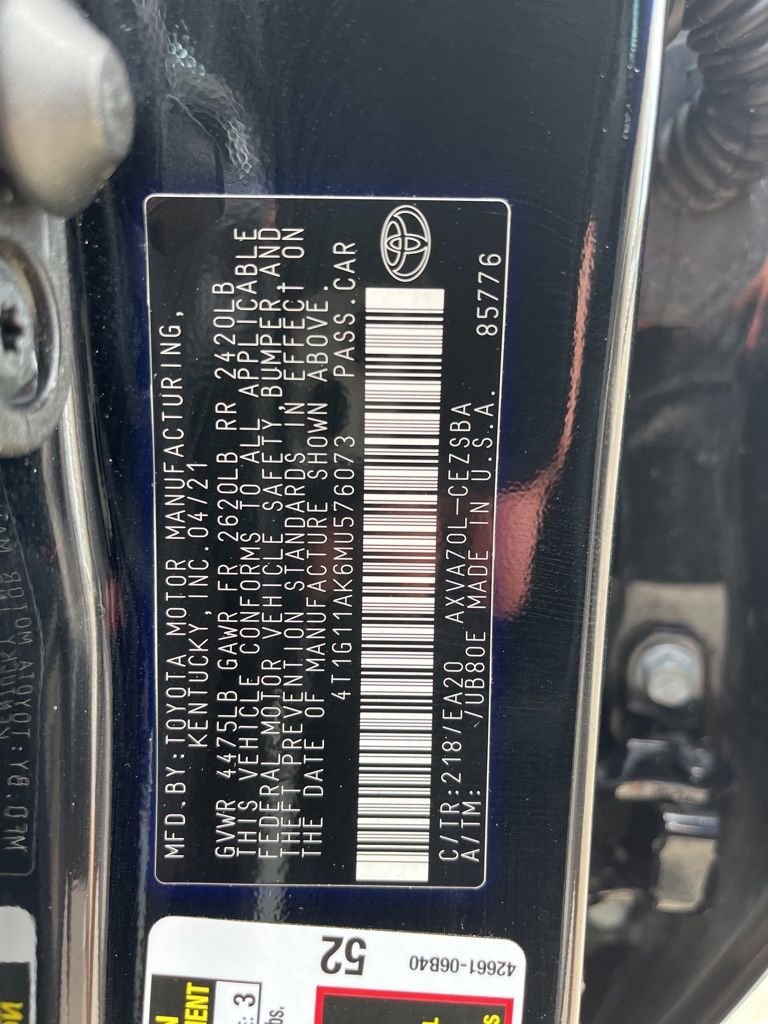 MFD.BY:TOYOTA MOTOR MANUFACTURING,
KENTUCKY, INC. 04/21
GVWR 4475LB GAWR FR 2620LB RR 2420LB
THIS VEHICLE CONFORMS TO ALL APPLICABLE
FEDERAL MOTOR VEHICLE SAFETY, BUMPER, AND
THEFT PREVENTION STANDARDS IN EFFECT ON
THE DATE OF MANUFACTURE SHOWN ABOVE.
4T1G11AK6MU576073 PASS.CAR
C/TR:218/EA20 AXVA70L-CEZSBA
A/TM: -/UB80E MADE IN U.S.A. 85776
52
42661-06B40